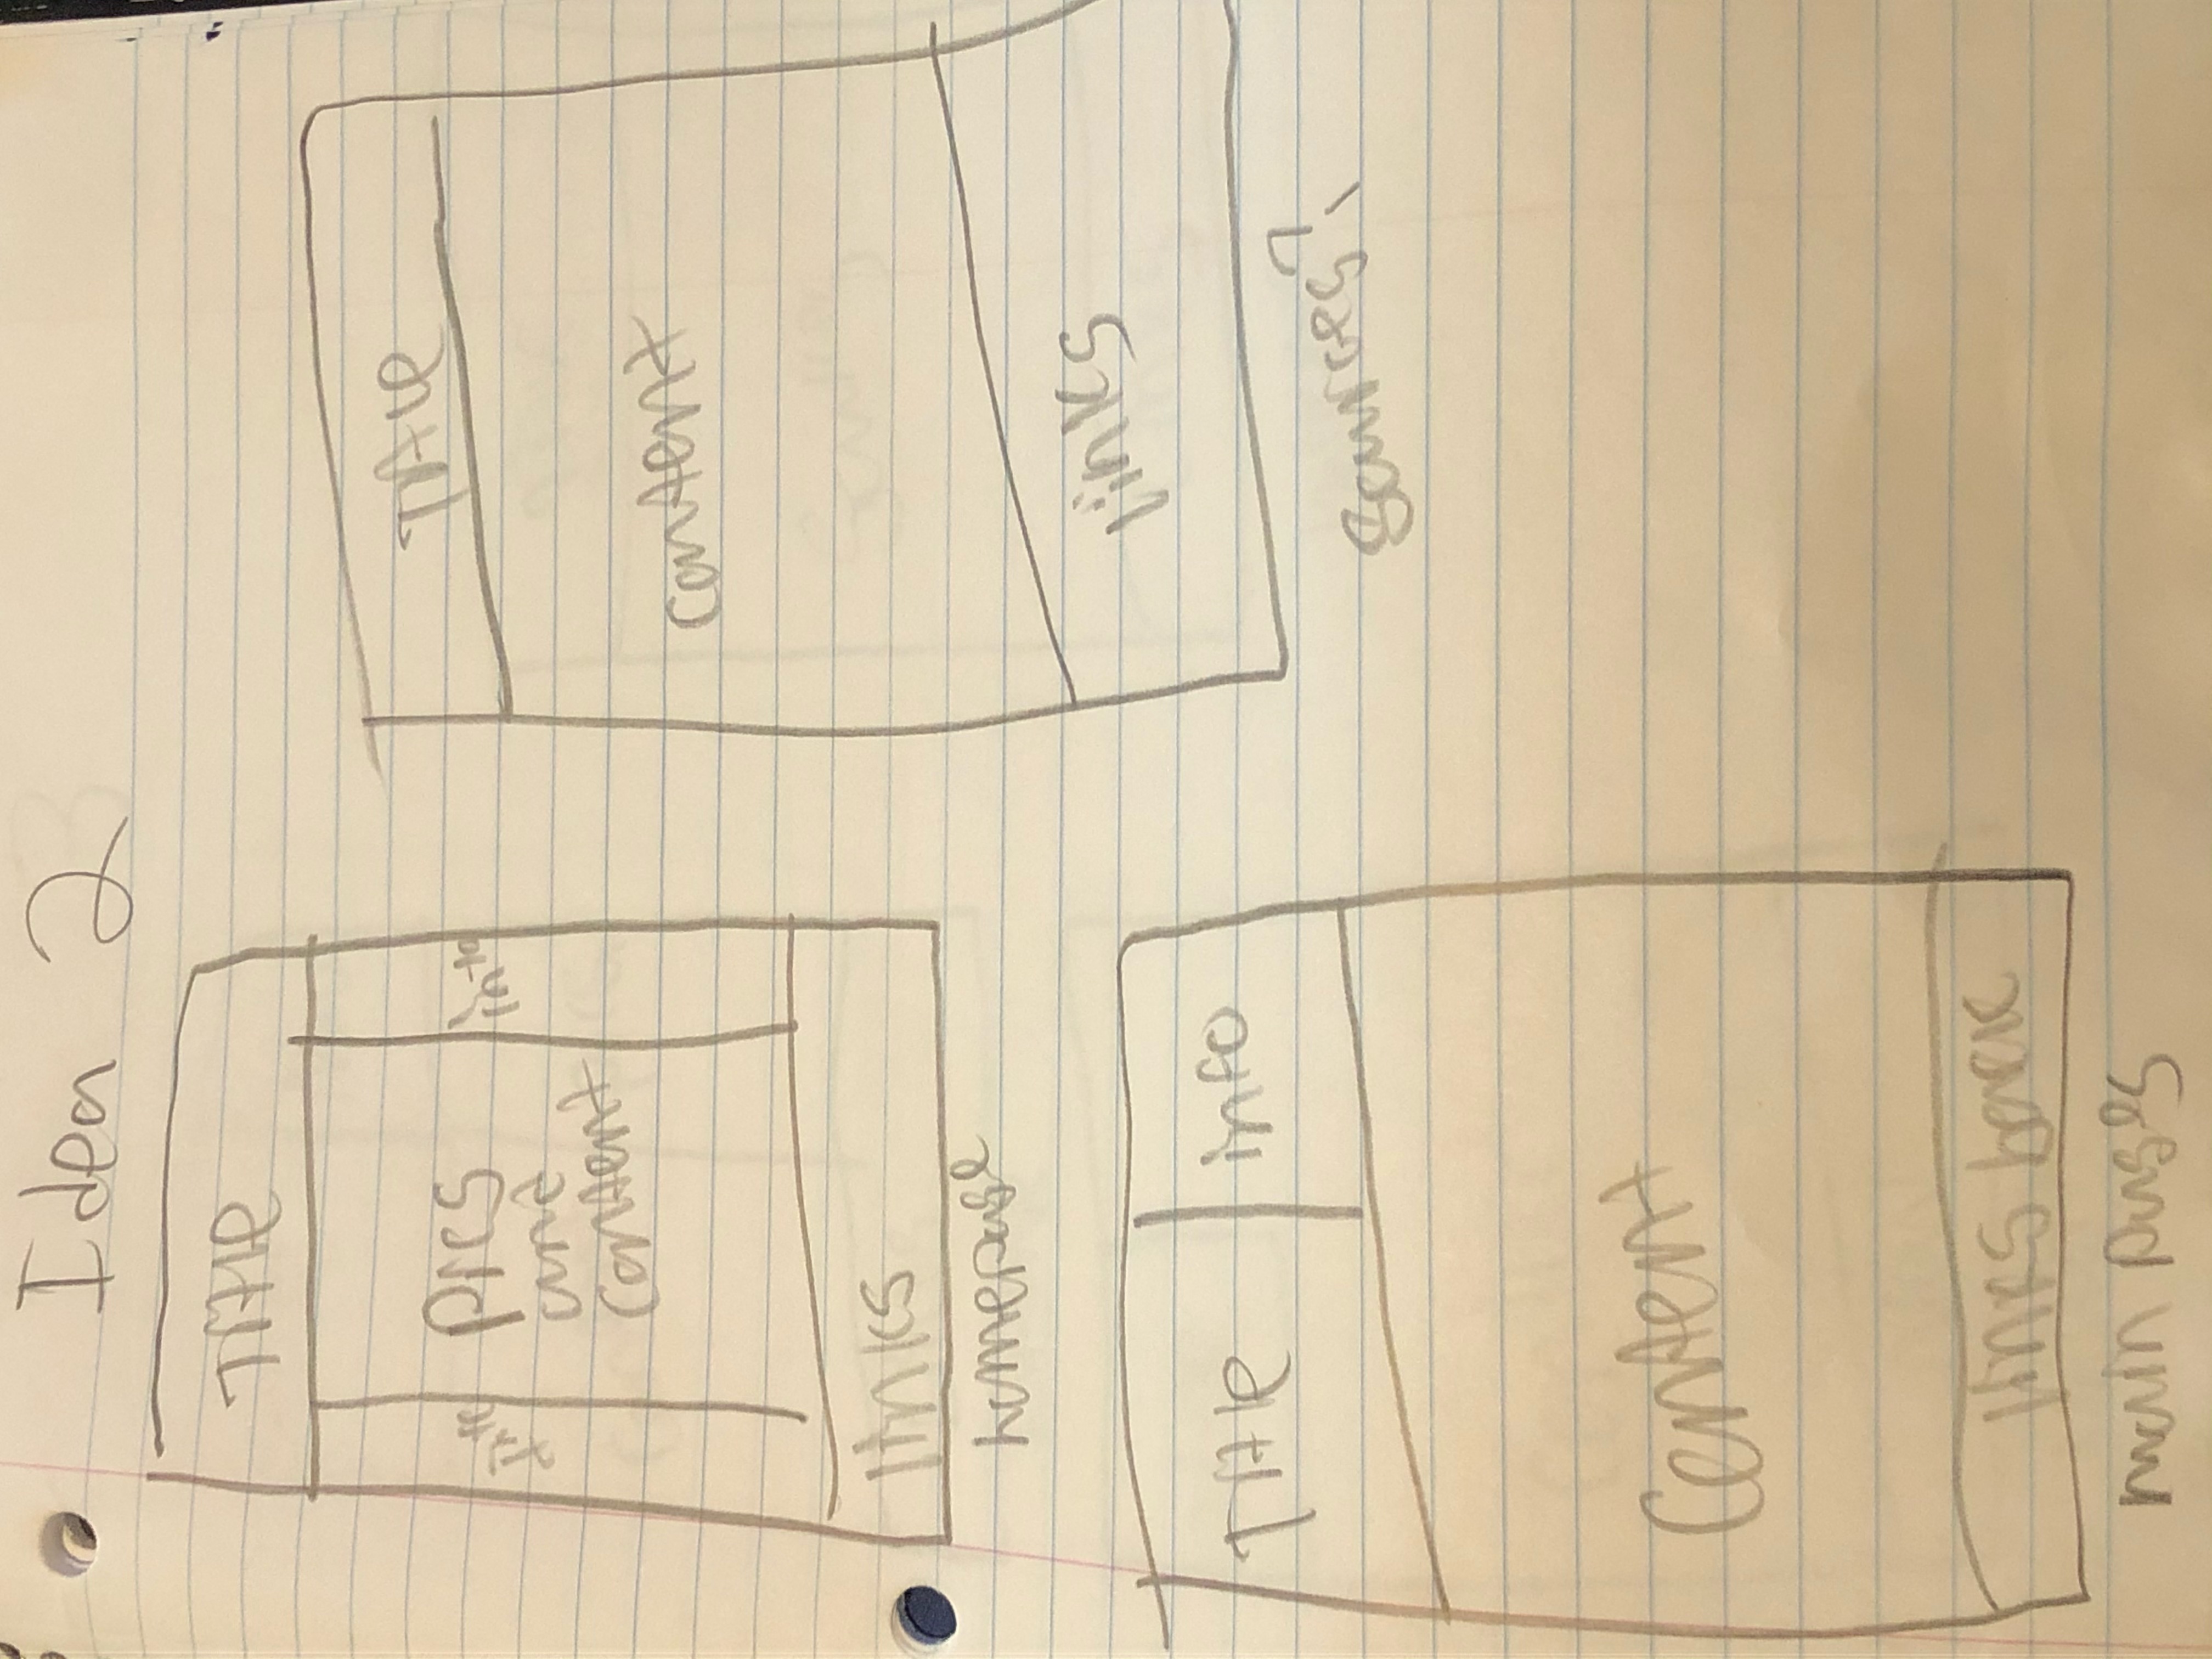 Idea 2
Title
info
Pics
and
content
info
links
homepage
Title
content
links
Sources?
Title
info
Content
links back
main pages